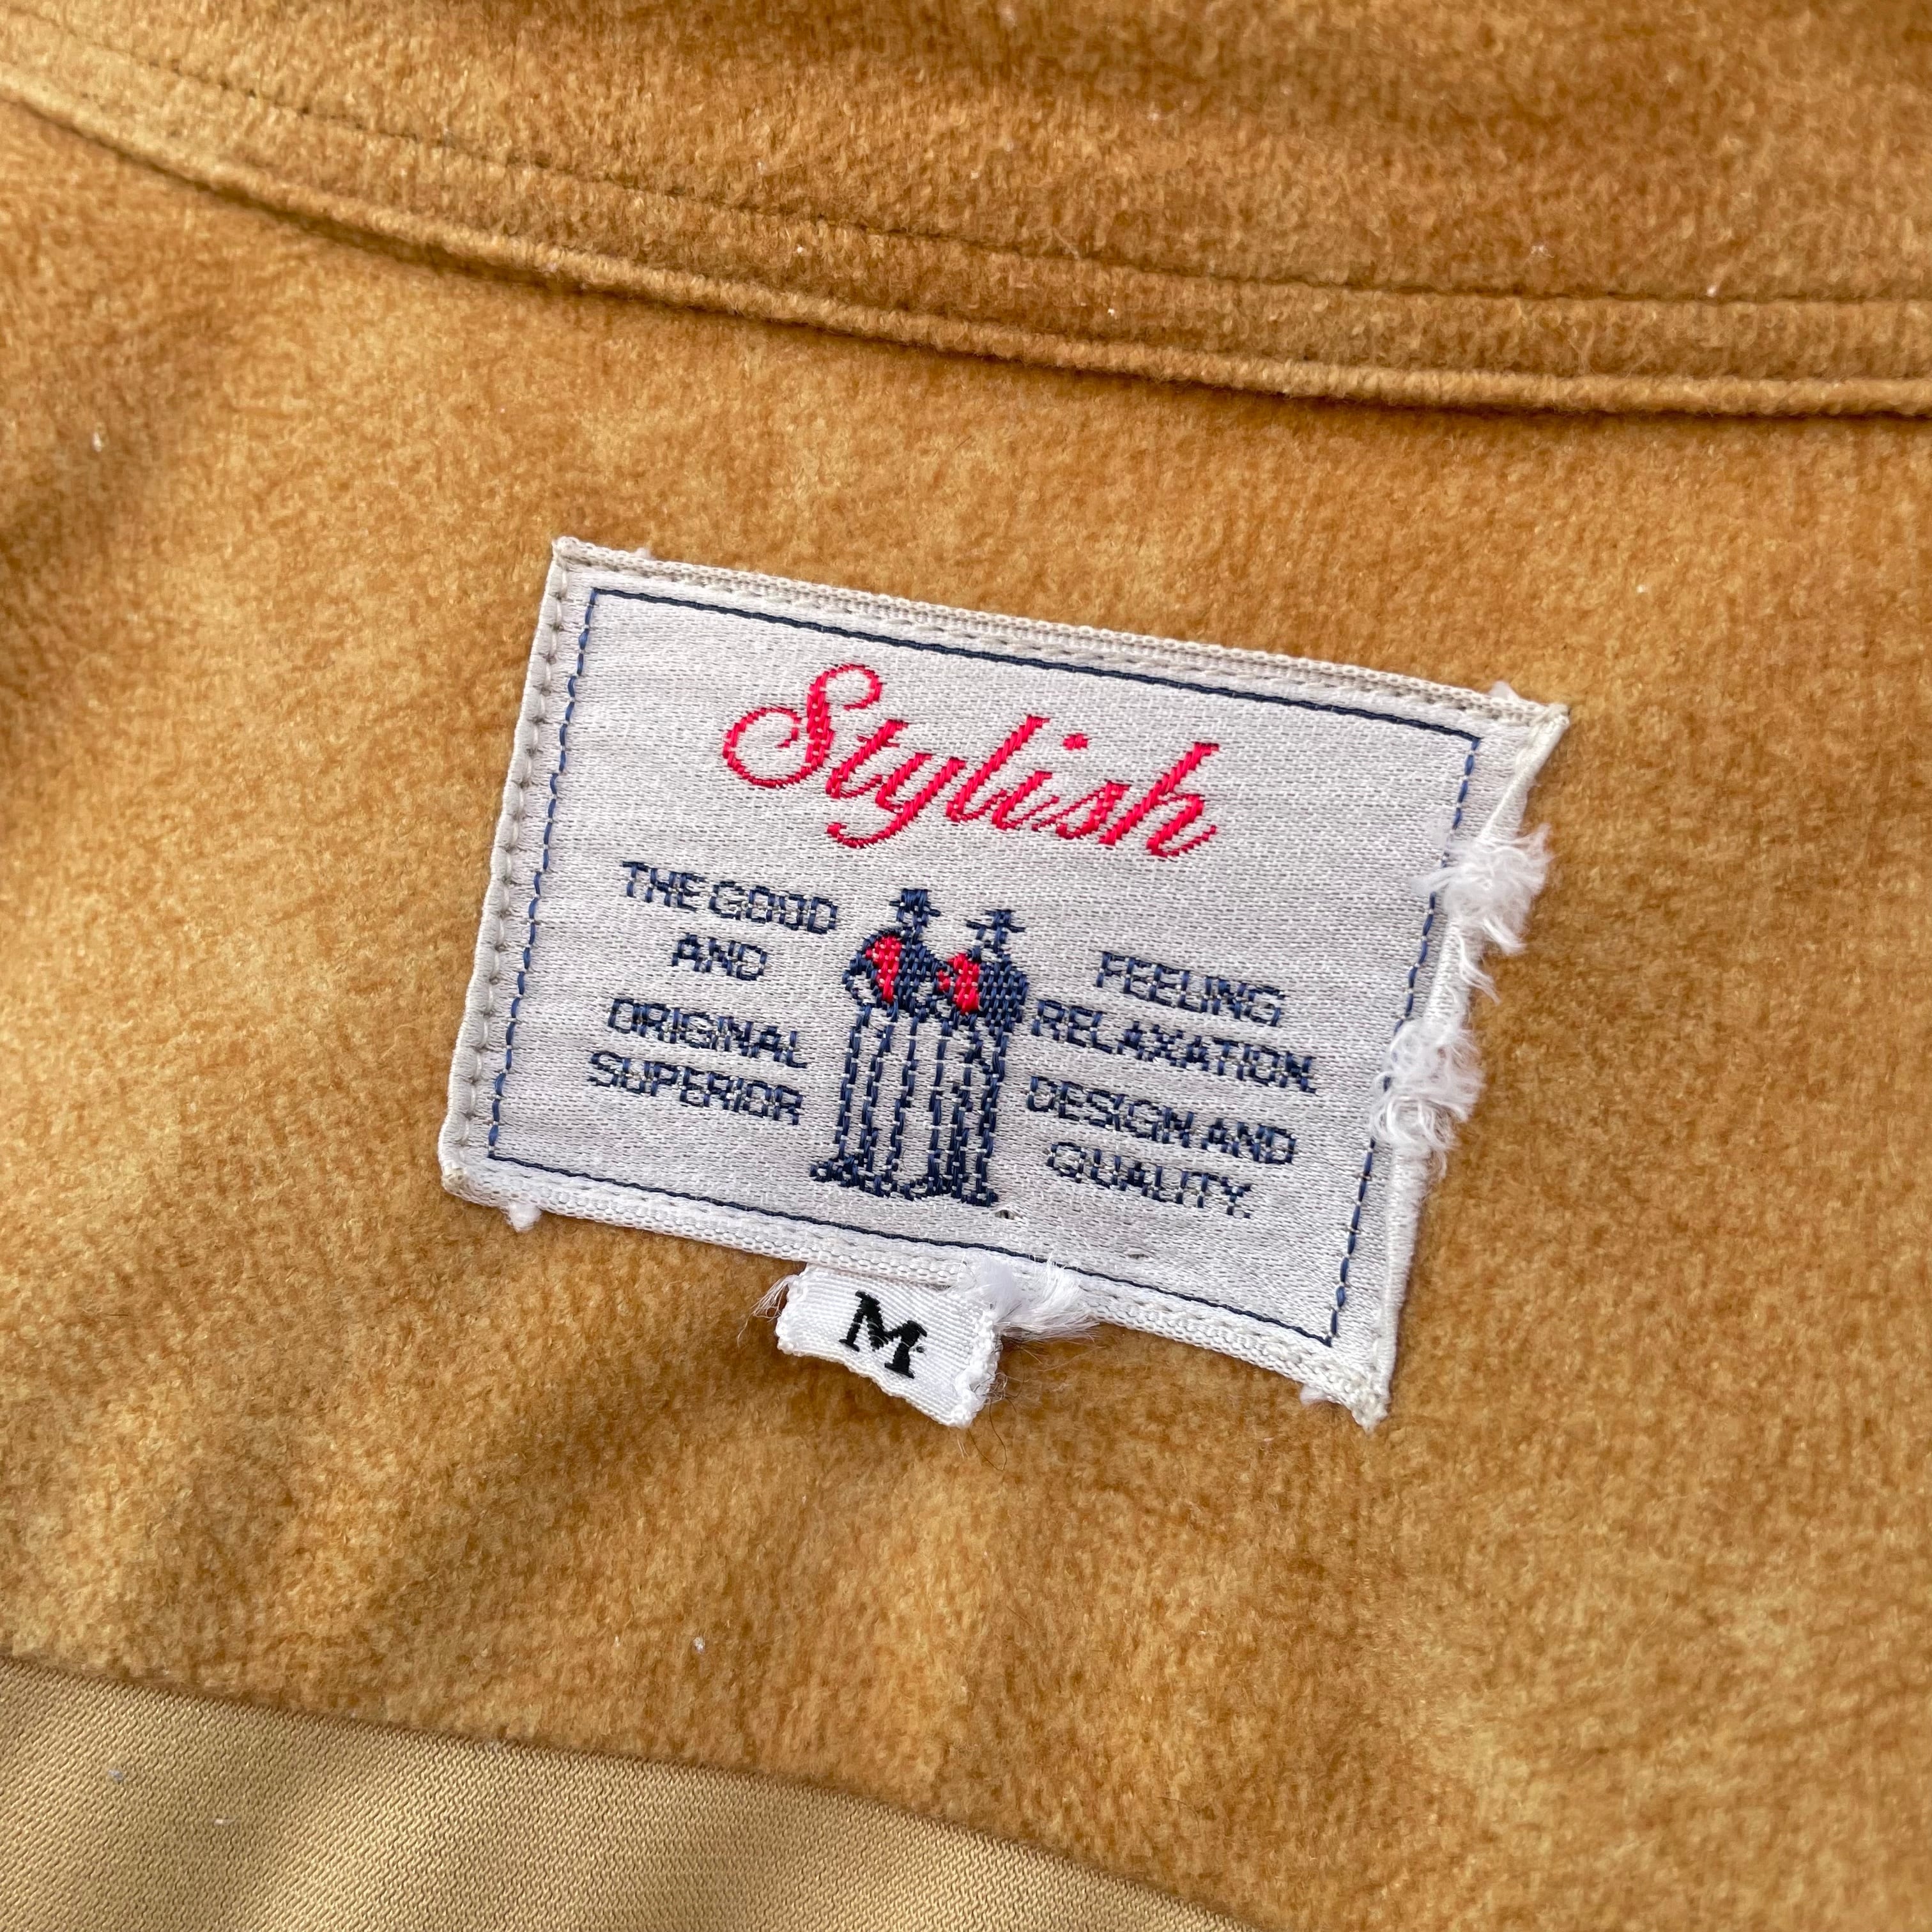 Stylish
THE GOOD
AND
ORIGINAL
SUPERIOR
FEELING
RELAXATION.
DESIGN AND
QUALITY.
M